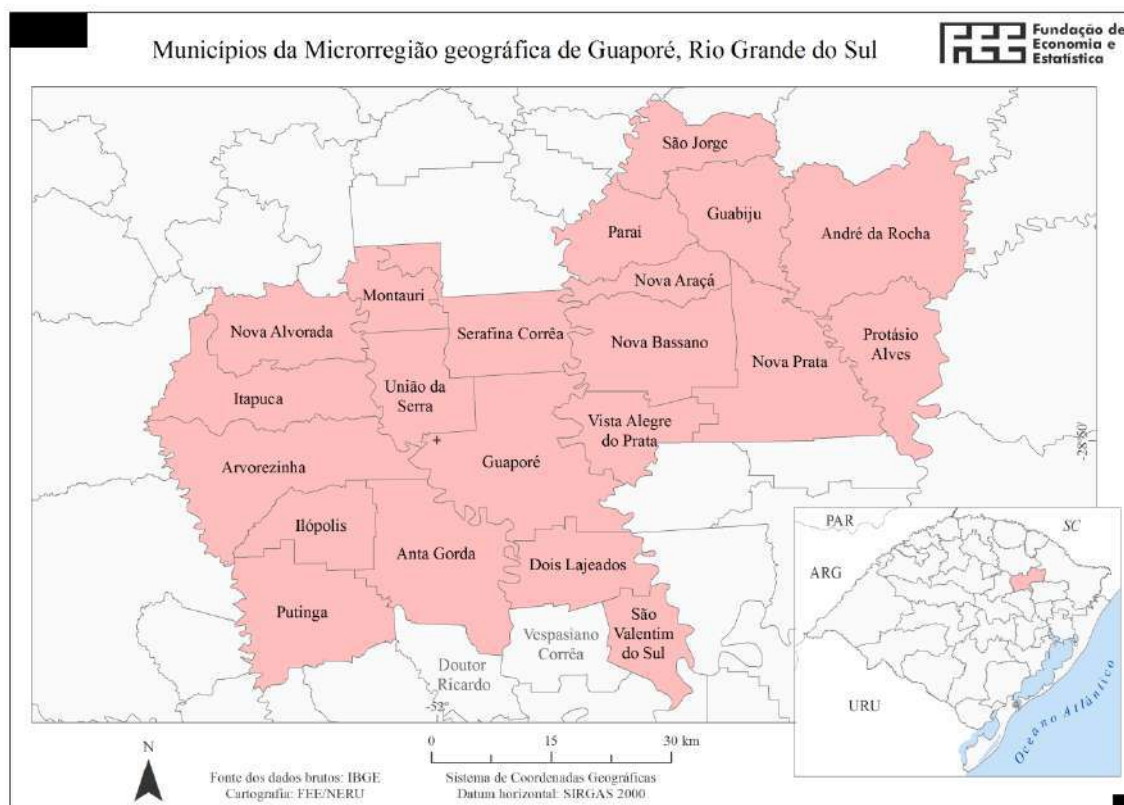 Municípios da Microrregião geográfica de Guaporé, Rio Grande do Sul
FEE
Fundação de
Economia e
Estatística
São Jorge
Guabiju
André da Rocha
Parai
Nova Araçá
Montauri
Nova Alvorada
Serafina Corrêa
Nova Bassano
Protásio
Alves
Nova Prata
Itapuca
União da
Serra
Vista Alegre
do Prata
-28°50'
Arvorezinha
Guaporé
Ilópolis
Anta Gorda
Dois Lajeados
Putinga
São
Valentim
do Sul
Vespasiano
Corrêa
Doutor
Ricardo
-52°
PAR
SC
ARG
URU
Oceano Atlântico
N
0 15 30 km
Fonte dos dados brutos: IBGE
Cartografia: FEE/NERU
Sistema de Coordenadas Geográficas
Datum horizontal: SIRGAS 2000